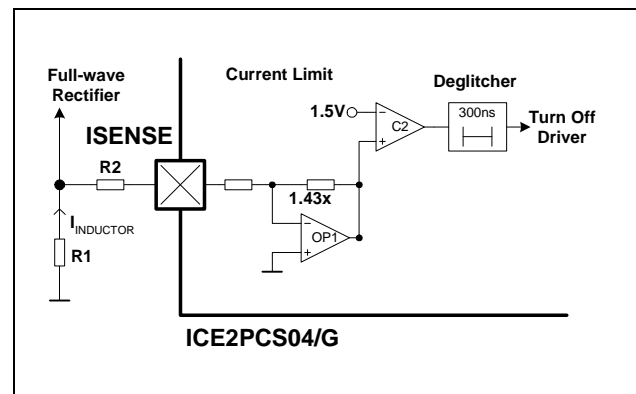 Full-wave
Rectifier
Current Limit
Deglitcher
1.5V
C2
300ns
Turn Off
Driver
ISENSE
R2
1.43x
I_INDUCTOR
OP1
R1
ICE2PCS04/G